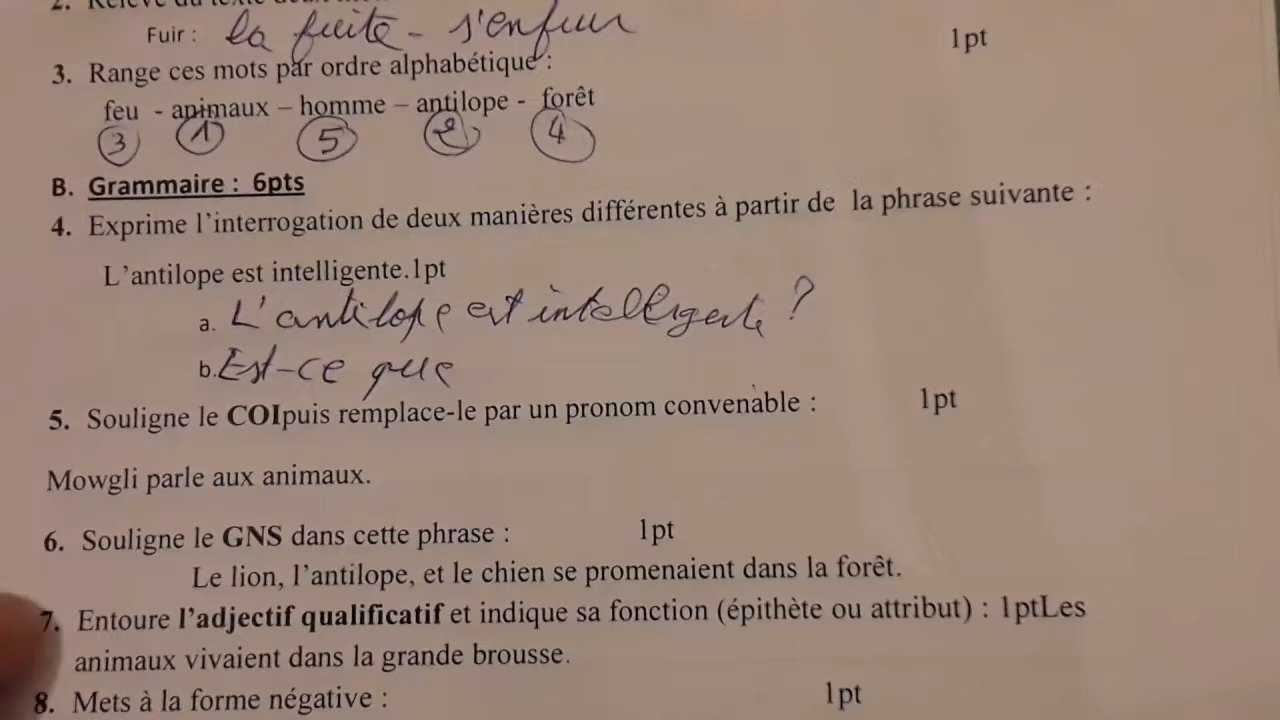 2. Relève du texte deux
Fuir : la fuite - s'enfuir
1pt
3. Range ces mots par ordre alphabétique :
feu - animaux – homme – antilope - forêt
3 1 5 2 4
B. Grammaire : 6pts
4. Exprime l'interrogation de deux manières différentes à partir de la phrase suivante :
L'antilope est intelligente.1pt
a. L'antilope est intelligente ?
b. Est-ce que
5. Souligne le COIpuis remplace-le par un pronom convenable : 1pt
Mowgli parle aux animaux.
6. Souligne le GNS dans cette phrase : 1pt
Le lion, l'antilope, et le chien se promenaient dans la forêt.
7. Entoure l'adjectif qualificatif et indique sa fonction (épithète ou attribut) : 1ptLes
animaux vivaient dans la grande brousse.
8. Mets à la forme négative : 1pt